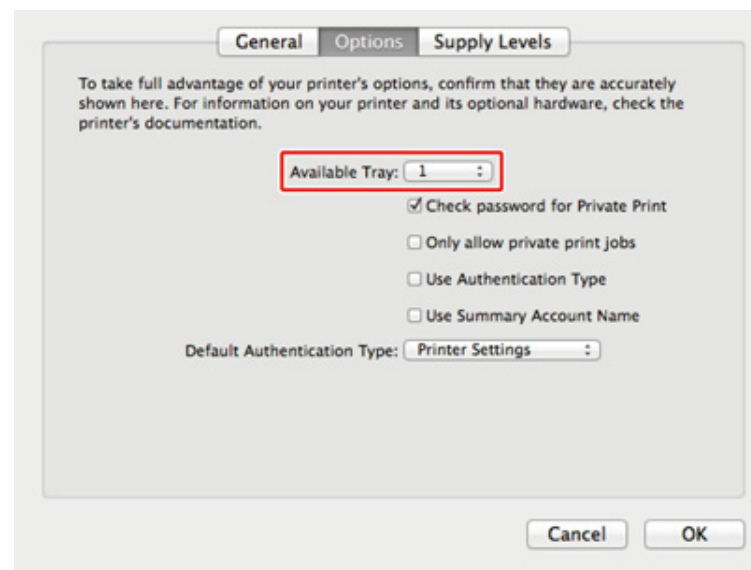 General Options Supply Levels
To take full advantage of your printer's options, confirm that they are accurately
shown here. For information on your printer and its optional hardware, check the
printer's documentation.
Available Tray: 1
Check password for Private Print
Only allow private print jobs
Use Authentication Type
Use Summary Account Name
Default Authentication Type: Printer Settings
Cancel OK